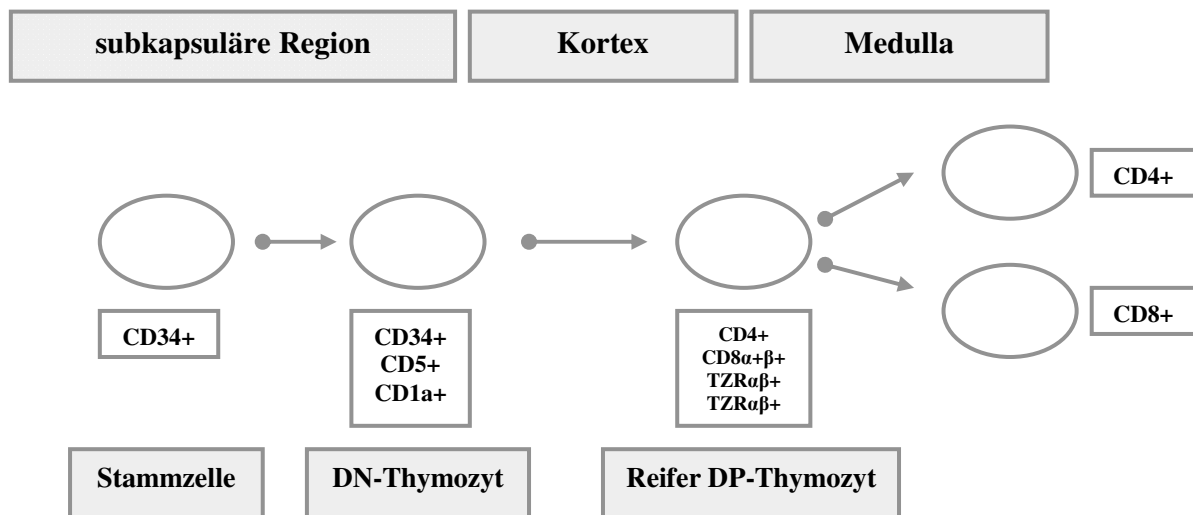 subkapsuläre Region
Kortex
Medulla
CD4+
CD8+
CD34+
CD34+
CD5+
CD1a+
CD4+
CD8α+β+
TZRαβ+
TZRαβ+
Stammzelle
DN-Thymozyt
Reifer DP-Thymozyt